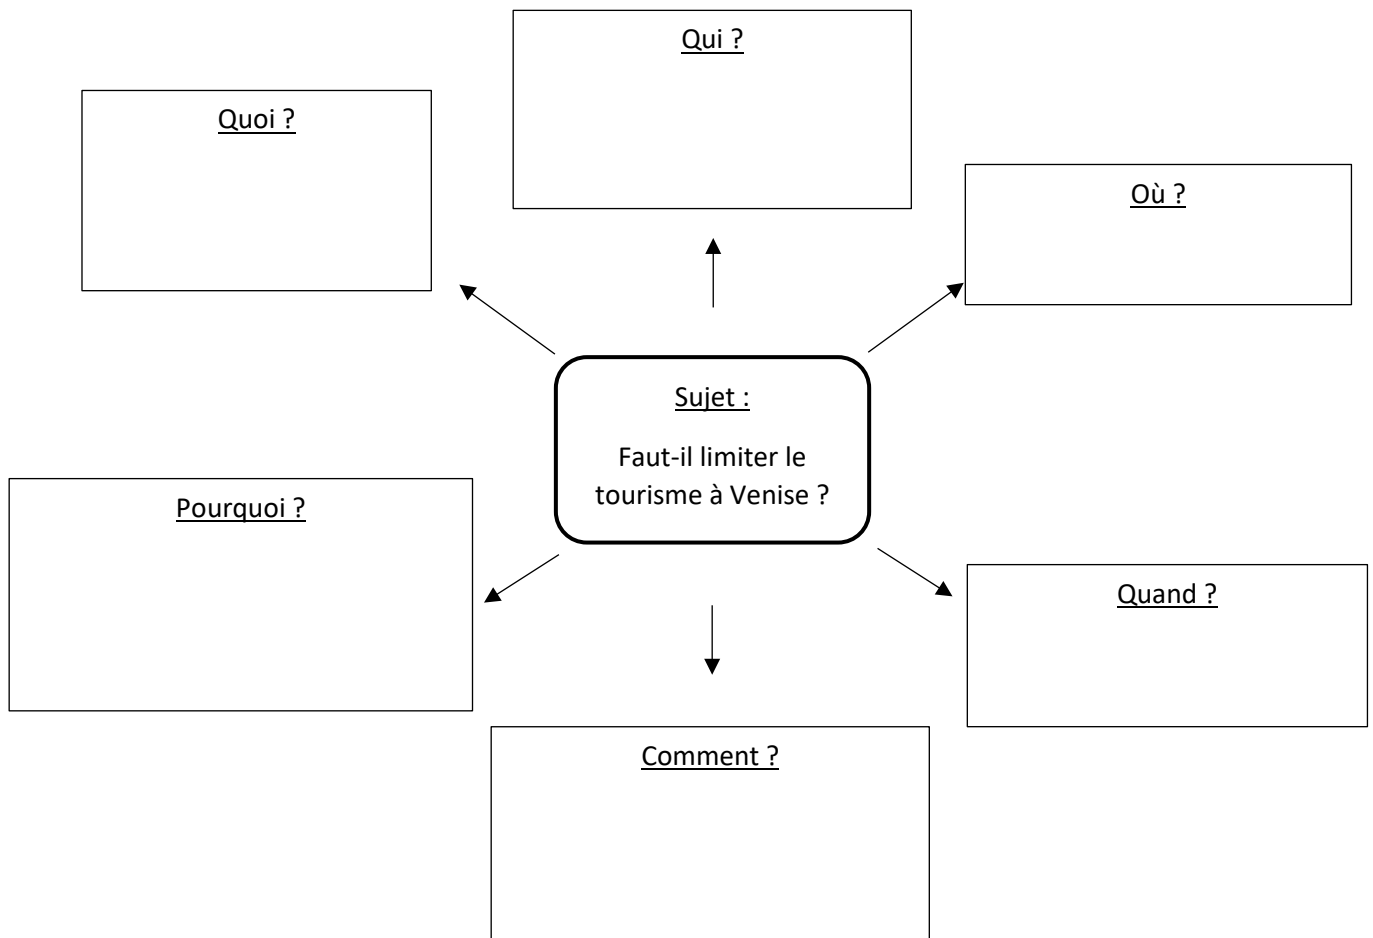 Qui ?
Quoi ?
Où ?
Sujet :
Faut-il limiter le
tourisme à Venise ?
Pourquoi ?
Quand ?
Comment ?